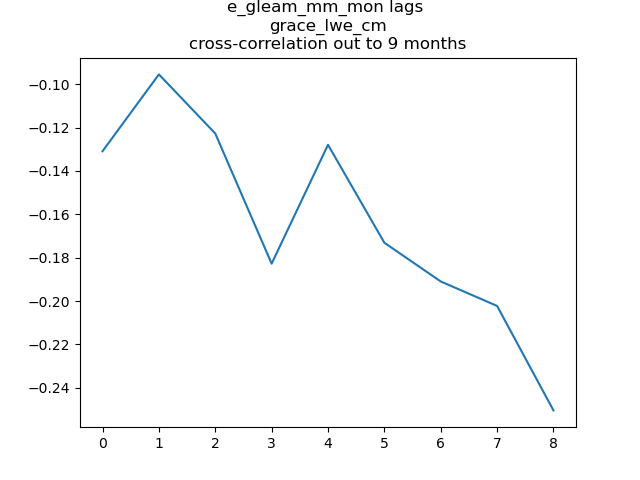 e_gleam_mm_mon lags
grace_lwe_cm
cross-correlation out to 9 months
−0.10
−0.12
−0.14
−0.16
−0.18
−0.20
−0.22
−0.24
0 1 2 3 4 5 6 7 8